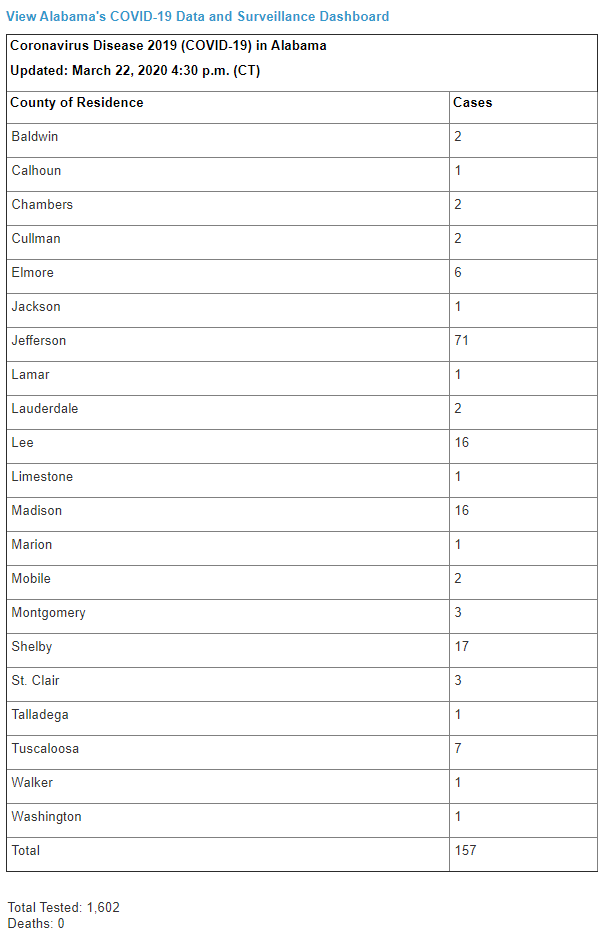 View Alabama's COVID-19 Data and Surveillance Dashboard
Coronavirus Disease 2019 (COVID-19) in Alabama
Updated: March 22, 2020 4:30 p.m. (CT)
County of Residence Cases
Baldwin 2
Calhoun 1
Chambers 2
Cullman 2
Elmore 6
Jackson 1
Jefferson 71
Lamar 1
Lauderdale 2
Lee 16
Limestone 1
Madison 16
Marion 1
Mobile 2
Montgomery 3
Shelby 17
St. Clair 3
Talladega 1
Tuscaloosa 7
Walker 1
Washington 1
Total 157
Total Tested: 1,602
Deaths: 0